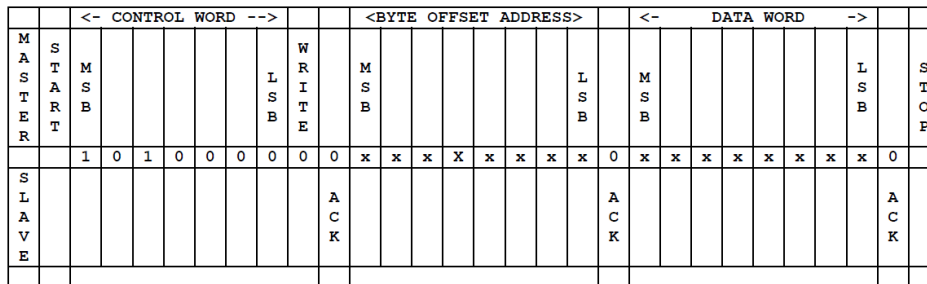 <- CONTROL WORD --> <BYTE OFFSET ADDRESS> <- DATA WORD ->
MASTER START MSB LSB WRITE MSB LSB MSB LSB STOP
1 0 1 0 0 0 0 0 0 x x x X x x x x 0 x x x x x x x x 0
SLAVE ACK ACK ACK